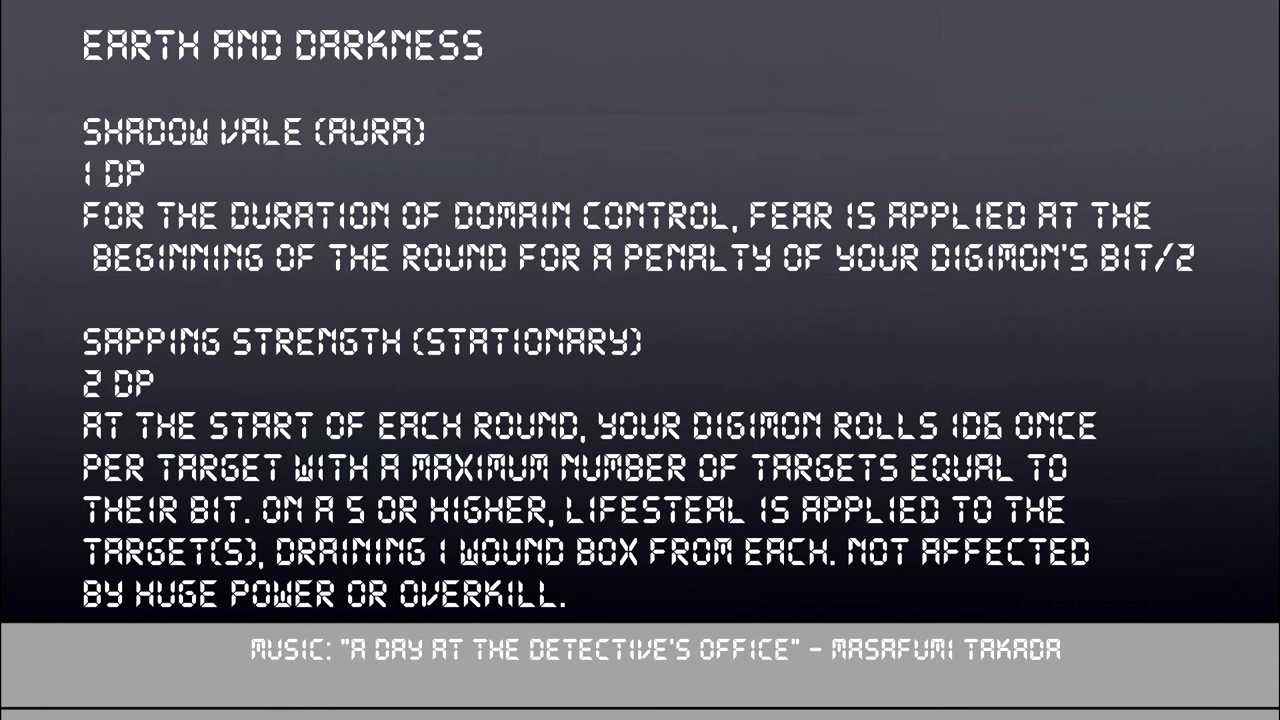 EARTH AND DARKNESS
SHADOW VALE (AURA)
1 DP
FOR THE DURATION OF DOMAIN CONTROL, FEAR IS APPLIED AT THE
BEGINNING OF THE ROUND FOR A PENALTY OF YOUR DIGIMON'S BIT/2
SAPPING STRENGTH (STATIONARY)
2 DP
AT THE START OF EACH ROUND, YOUR DIGIMON ROLLS 1D6 ONCE
PER TARGET WITH A MAXIMUM NUMBER OF TARGETS EQUAL TO
THEIR BIT. ON A 5 OR HIGHER, LIFESTEAL IS APPLIED TO THE
TARGET(S), DRAINING 1 WOUND BOX FROM EACH. NOT AFFECTED
BY HUGE POWER OR OVERKILL.
MUSIC: "A DAY AT THE DETECTIVE'S OFFICE" - MASAFUMI TAKADA